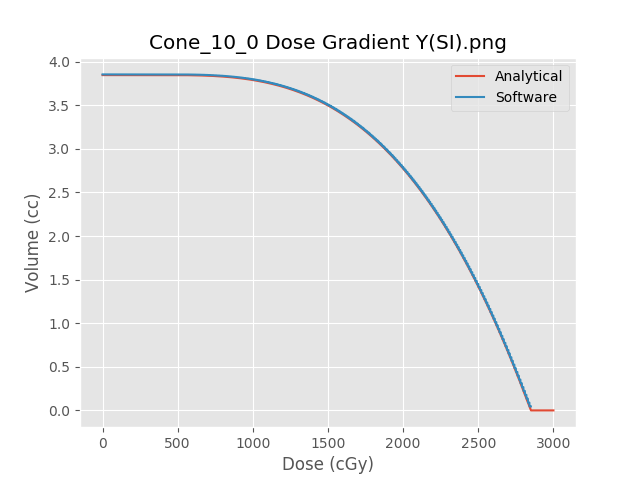 Cone_10_0 Dose Gradient Y(SI).png
Analytical
Software
4.0
3.5
3.0
2.5
2.0
1.5
1.0
0.5
0.0
Volume (cc)
0 500 1000 1500 2000 2500 3000
Dose (cGy)